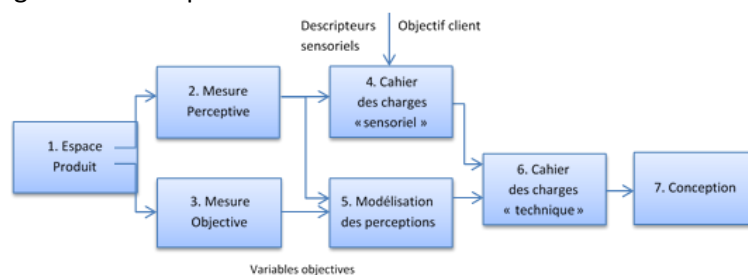 Descripteurs
sensoriels
Objectif client
2. Mesure
Perceptive
4. Cahier
des charges
« sensoriel »
1. Espace
Produit
3. Mesure
Objective
5. Modélisation
des perceptions
6. Cahier
des charges
« technique »
7. Conception
Variables objectives